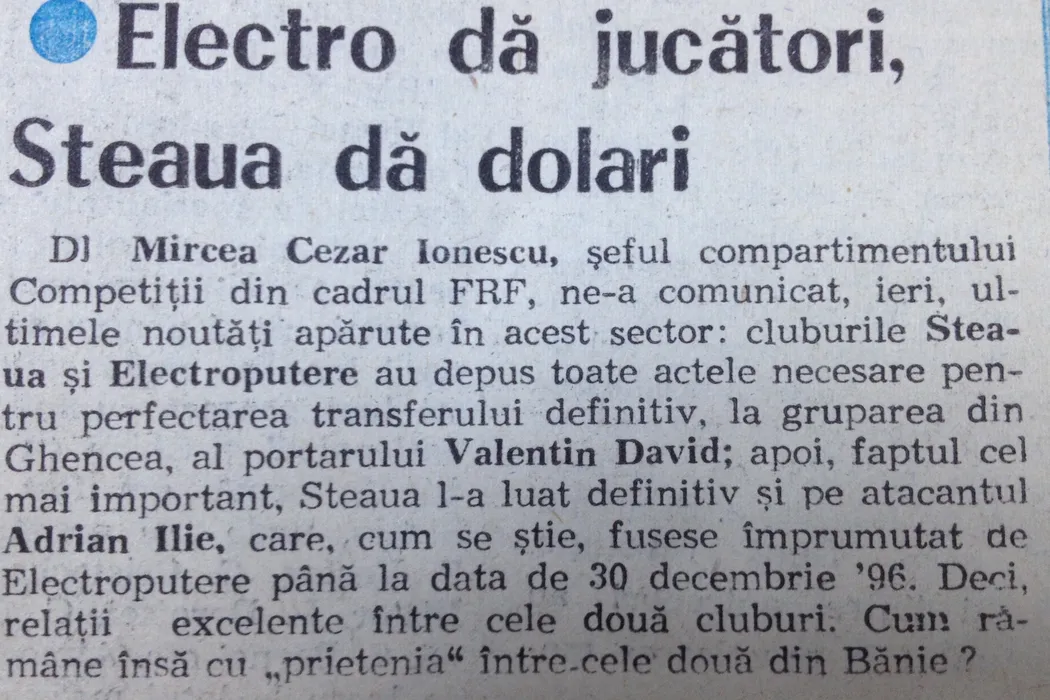 Electro dă jucători,
Steaua dă dolari
Dl Mircea Cezar Ionescu, şeful compartimentului
Competiţii din cadrul FRF, ne-a comunicat, ieri, ul-
timele noutăţi apărute în acest sector: cluburile Stea-
ua şi Electroputere au depus toate actele necesare pen-
tru perfectarea transferului definitiv, la gruparea din
Ghencea, al portarului Valentin David; apoi, faptul cel
mai important, Steaua l-a luat definitiv şi pe atacantul
Adrian Ilie, care, cum se ştie, fusese împrumutat de
Electroputere până la data de 30 decembrie '96. Deci,
relaţii excelente între cele două cluburi. Cum ră-
mâne însă cu „prietenia“ între cele două din Bănie ?